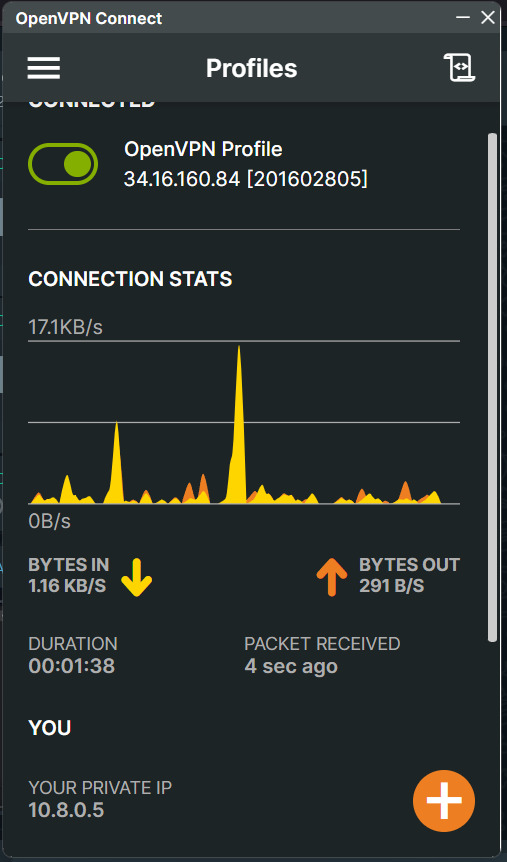 OpenVPN Connect
Profiles
CONNECTED
OpenVPN Profile
34.16.160.84 [201602805]
CONNECTION STATS
17.1KB/s
0B/s
BYTES IN
1.16 KB/S
BYTES OUT
291 B/S
DURATION
00:01:38
PACKET RECEIVED
4 sec ago
YOU
YOUR PRIVATE IP
10.8.0.5